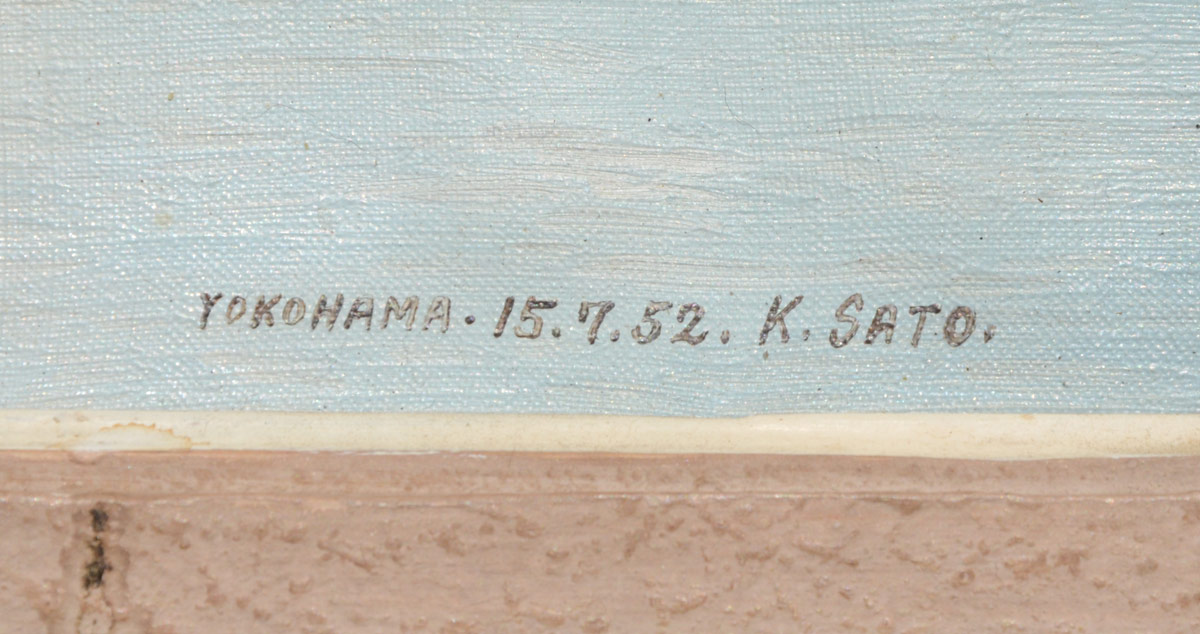 YOKOHAMA. 15.7.52. K. SATO.